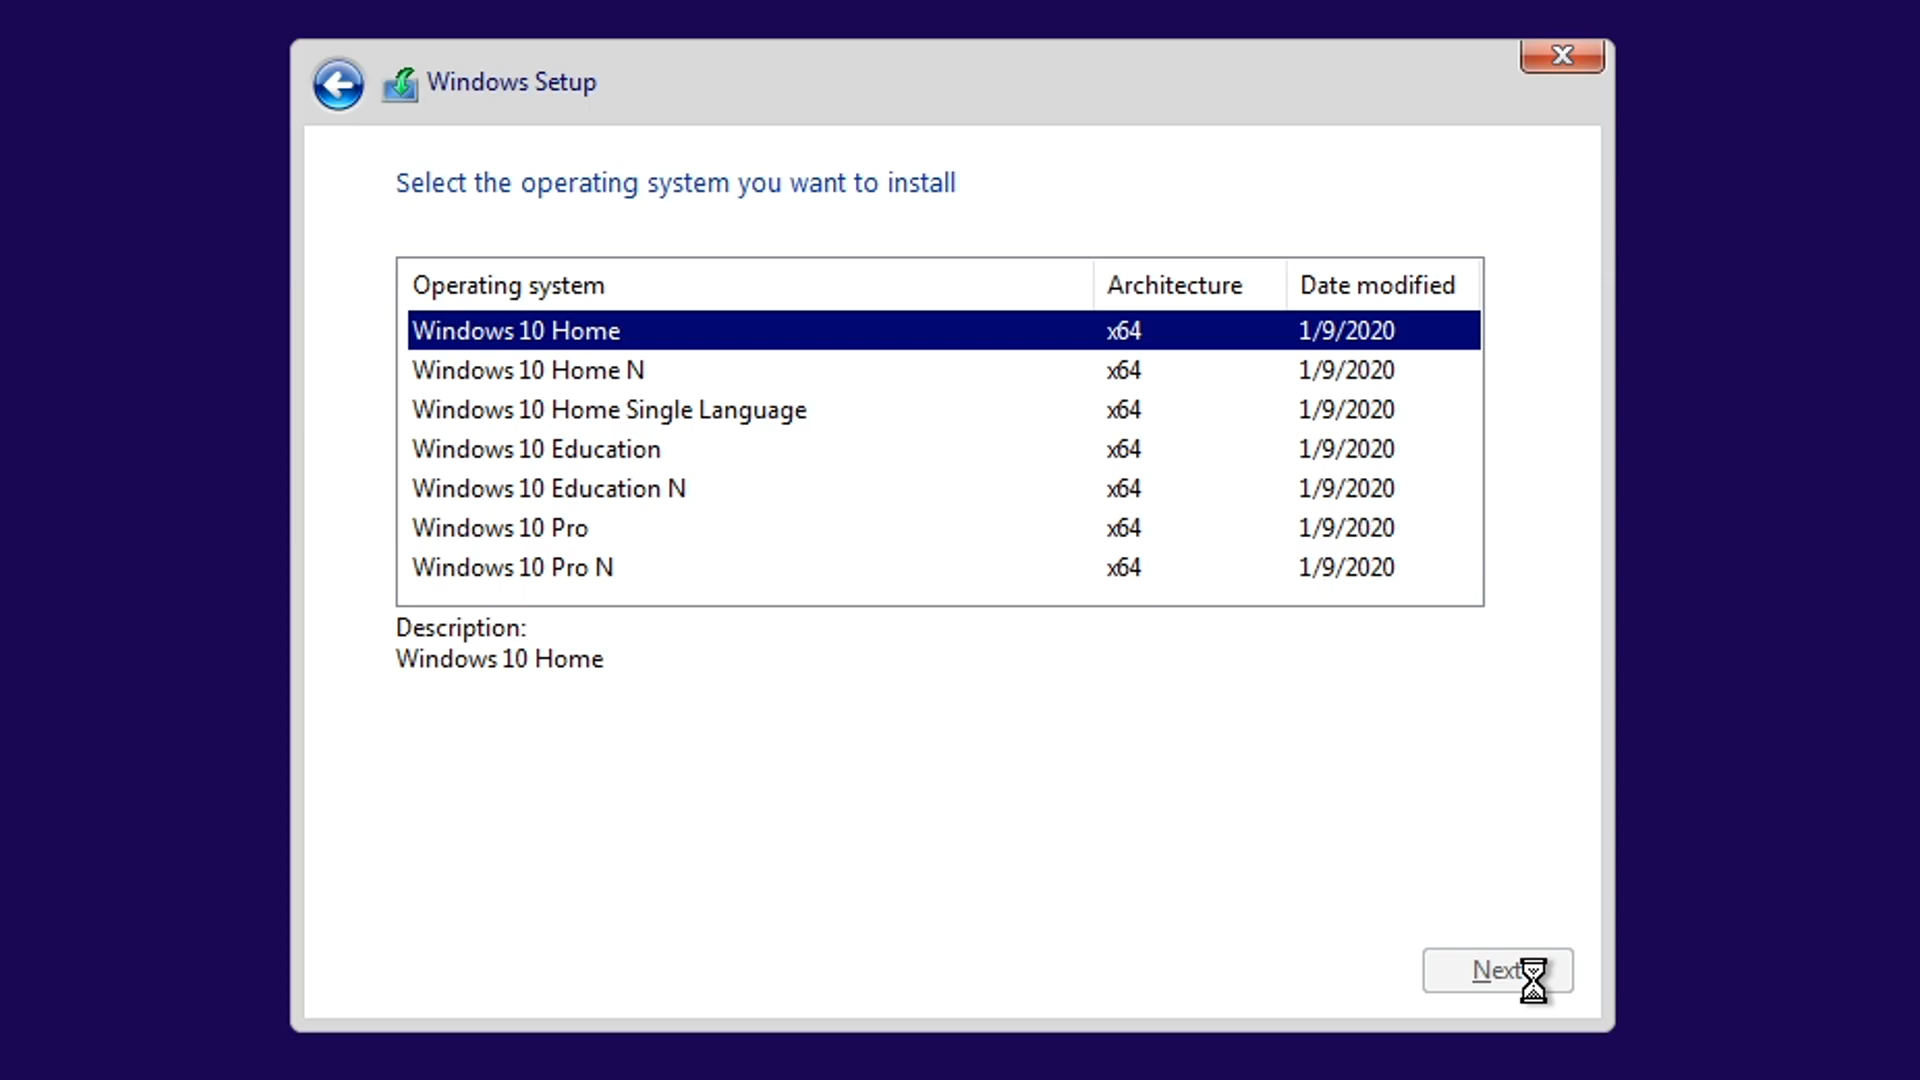 Windows Setup
Select the operating system you want to install
Operating system Architecture Date modified
Windows 10 Home x64 1/9/2020
Windows 10 Home N x64 1/9/2020
Windows 10 Home Single Language x64 1/9/2020
Windows 10 Education x64 1/9/2020
Windows 10 Education N x64 1/9/2020
Windows 10 Pro x64 1/9/2020
Windows 10 Pro N x64 1/9/2020
Description:
Windows 10 Home
Next